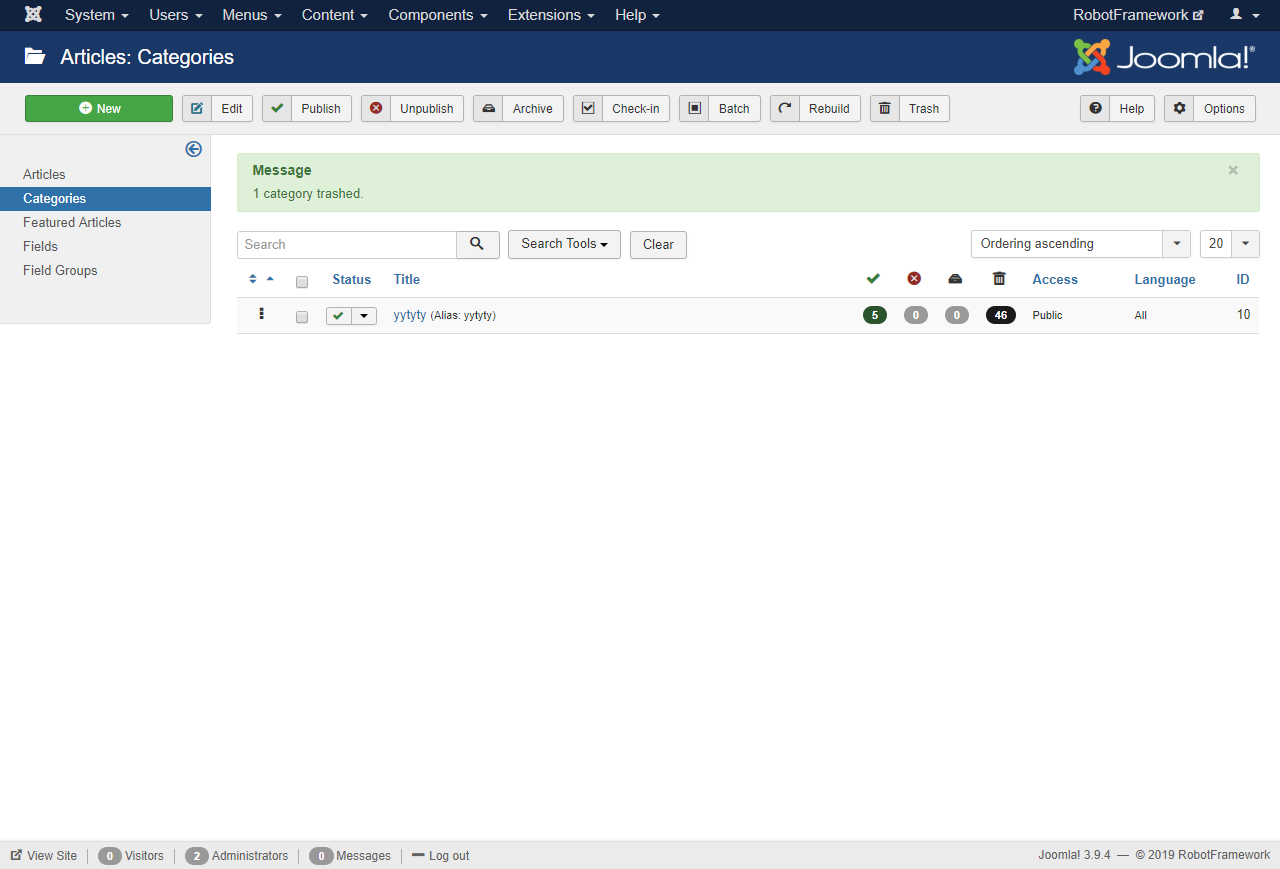 System Users Menus Content Components Extensions Help RobotFramework
Articles: Categories Joomla!®
New Edit Publish Unpublish Archive Check-in Batch Rebuild Trash Help Options
Articles
Categories
Featured Articles
Fields
Field Groups
Message ×
1 category trashed.
Search Search Tools Clear Ordering ascending 20
Status Title Access Language ID
yytyty (Alias: yytyty) 5 0 0 46 Public All 10
View Site 0 Visitors 2 Administrators 0 Messages Log out Joomla! 3.9.4 — © 2019 RobotFramework